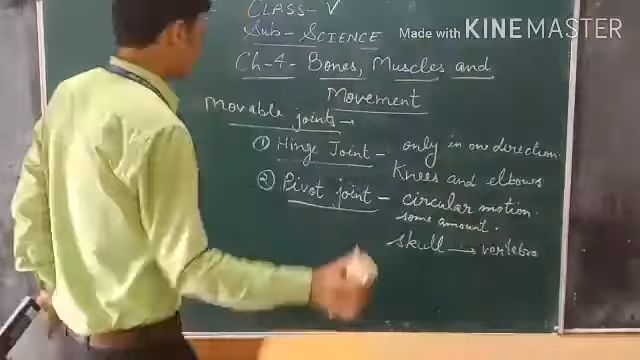 CLASS- V
Sub- SCIENCE
Made with KINEMASTER
Ch-4- Bones, Muscles and
Movement
Movable joints→
① Hinge Joint - only in one direction.
Knees and elbows
② Pivot joint - circular motion.
some amount.
skull → vertebra